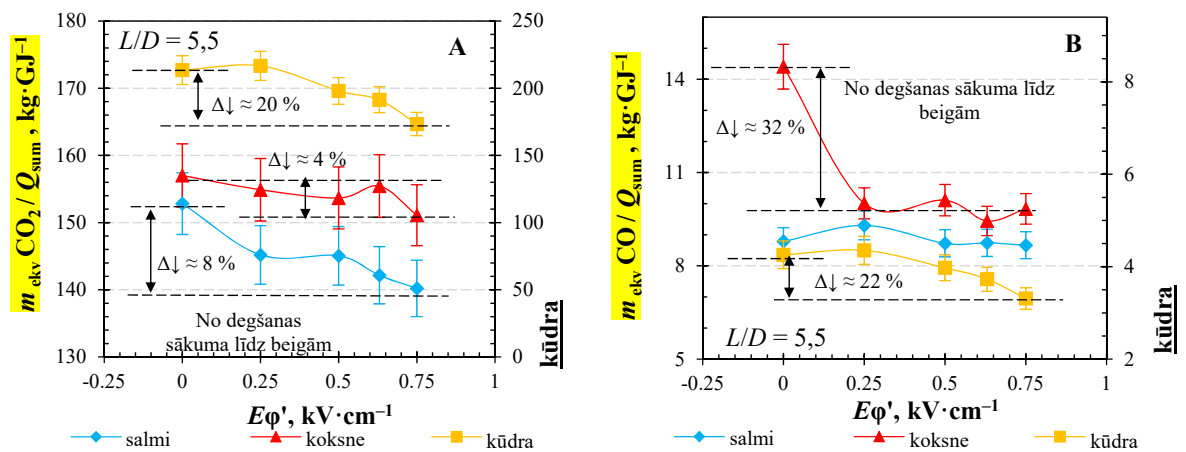 m ekv CO2 / Qsum , kg·GJ–1
180
170
160
150
140
130
L/D = 5,5
A
Δ↓ ≈ 20 %
Δ↓ ≈ 4 %
Δ↓ ≈ 8 %
No degšanas
sākuma līdz beigām
250
200
150
100
50
0
kūdra
-0.25 0 0.25 0.5 0.75 1
Eφ', kV·cm–1
salmi koksne kūdra
m ekv CO / Qsum , kg·GJ–1
14
11
8
5
B
No degšanas sākuma līdz
beigām
Δ↓ ≈ 32 %
Δ↓ ≈ 22 %
L/D = 5,5
8
6
4
2
kūdra
-0.25 0 0.25 0.5 0.75 1
Eφ', kV·cm–1
salmi koksne kūdra